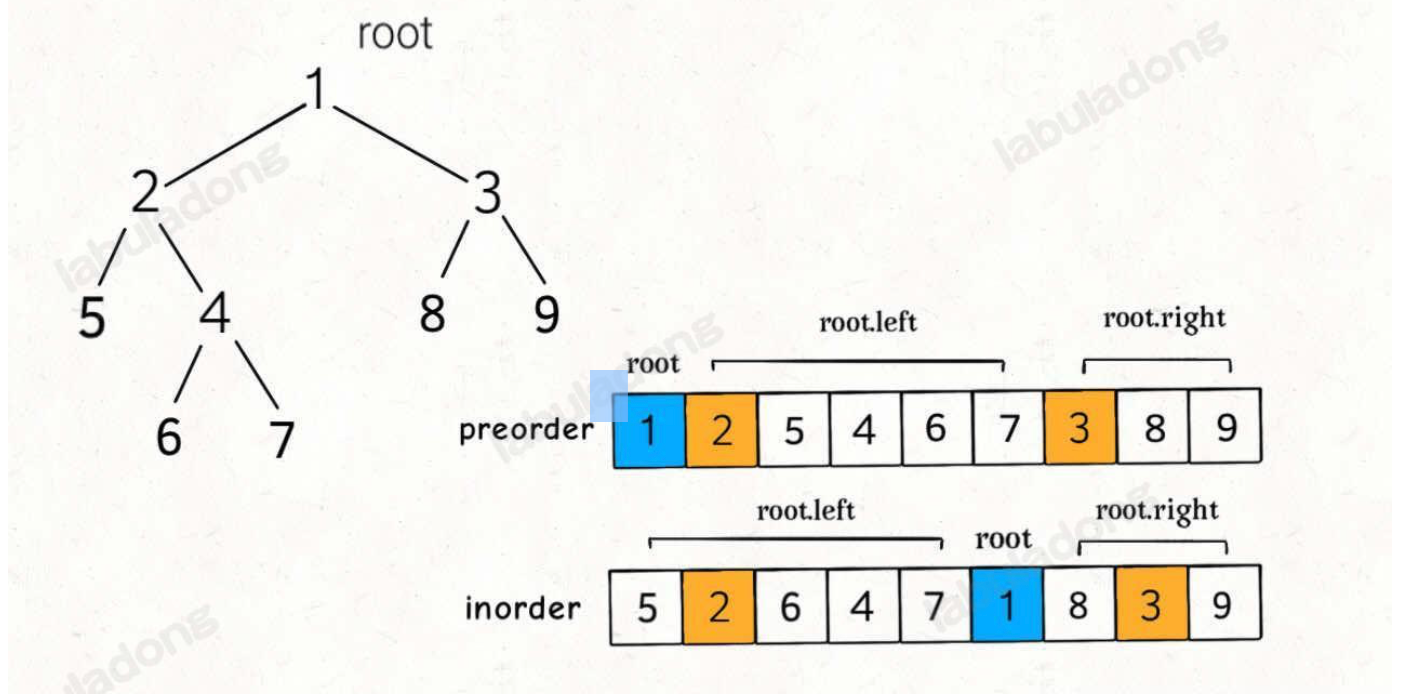 root
1
2 3
5 4 8 9
6 7
root.left root.right
root
preorder 1 2 5 4 6 7 3 8 9
root.left root.right
root
inorder 5 2 6 4 7 1 8 3 9
labuladong
labuladong
labuladong
labuladong
labuladong